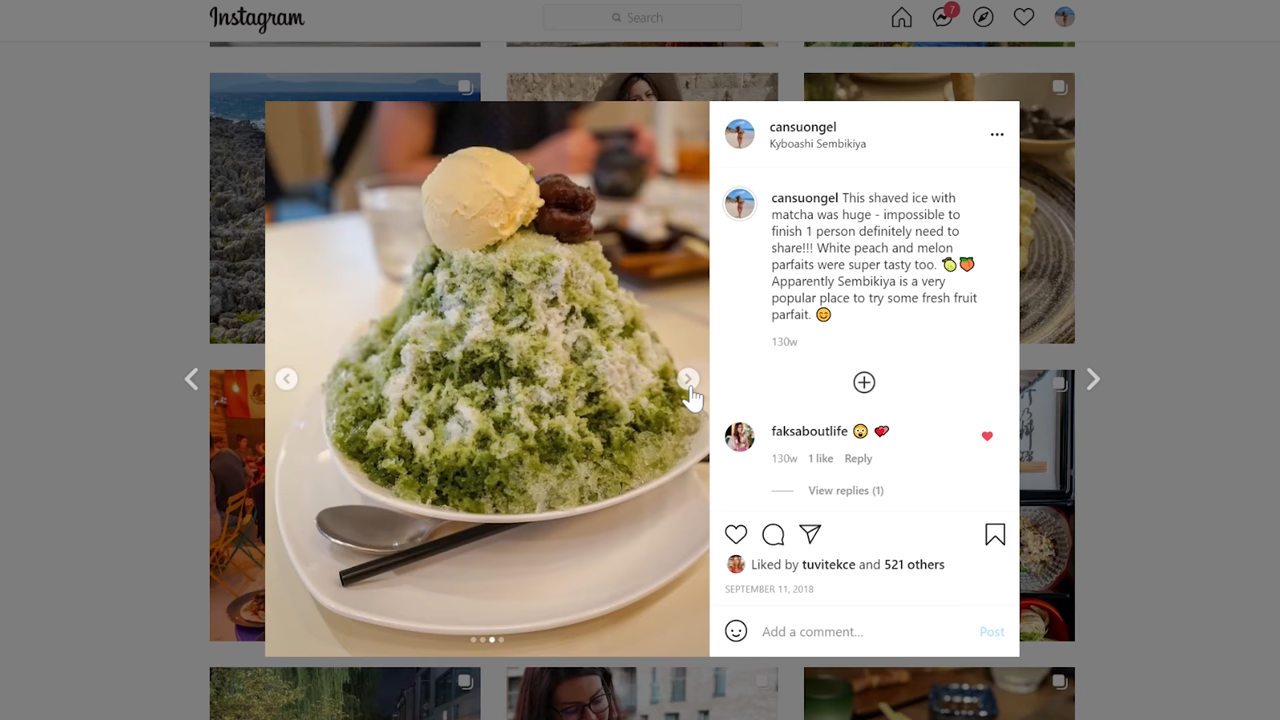 Instagram
Search
7
cansuongel
Kyboashi Sembikiya
cansuongel This shaved ice with
matcha was huge - impossible to
finish 1 person definitely need to
share!!! White peach and melon
parfaits were super tasty too. 🍈🍑
Apparently Sembikiya is a very
popular place to try some fresh fruit
parfait. 😊
130w
faksaboutlife 😲 💕
130w 1 like Reply
View replies (1)
Liked by tuvitekce and 521 others
SEPTEMBER 11, 2018
Add a comment... Post